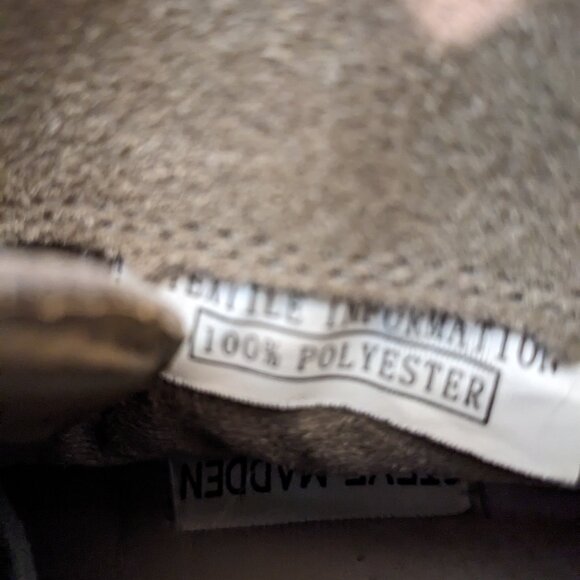 TEXTILE INFORMATION
100% POLYESTER
STEVE MADDEN